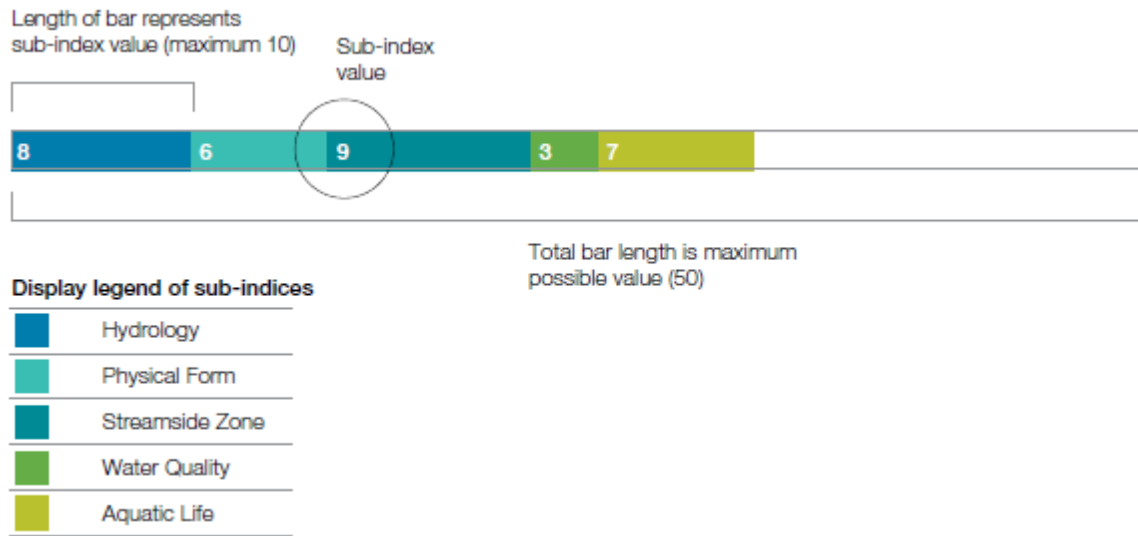 Length of bar represents
sub-index value (maximum 10)
Sub-index
value
8 6 9 3 7
Total bar length is maximum
possible value (50)
Display legend of sub-indices
Hydrology
Physical Form
Streamside Zone
Water Quality
Aquatic Life